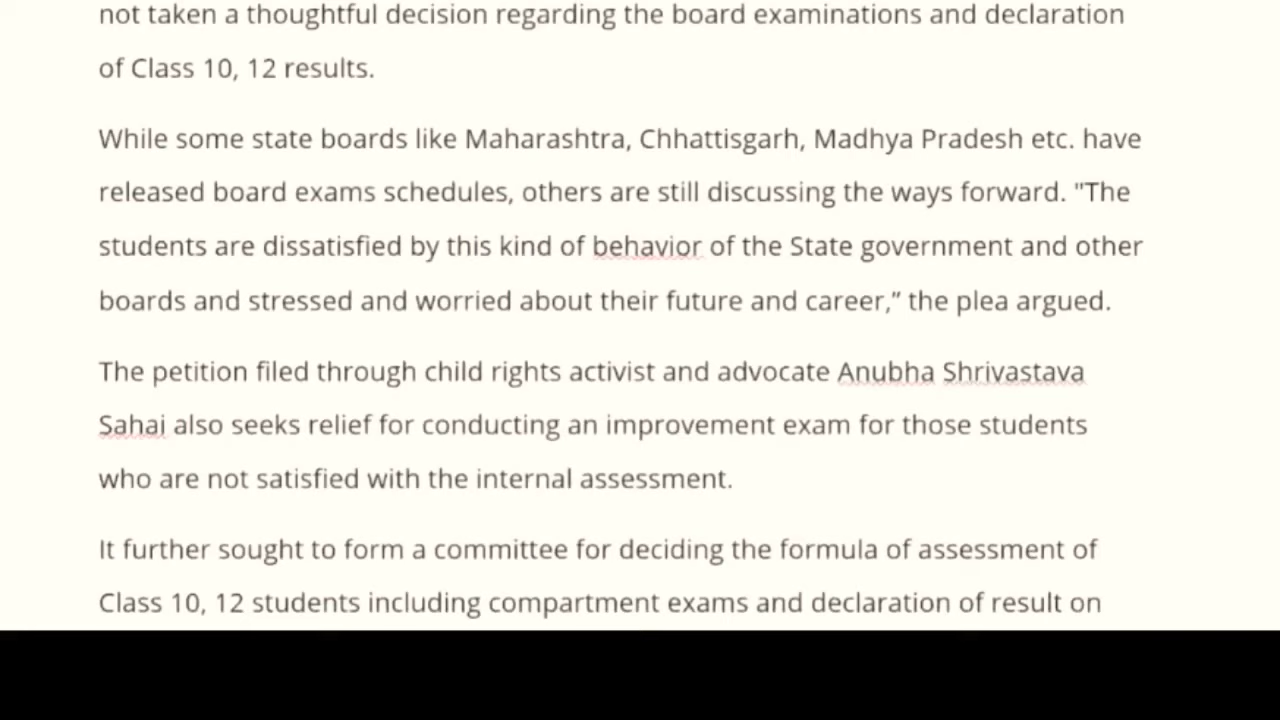 not taken a thoughtful decision regarding the board examinations and declaration
of Class 10, 12 results.
While some state boards like Maharashtra, Chhattisgarh, Madhya Pradesh etc. have
released board exams schedules, others are still discussing the ways forward. "The
students are dissatisfied by this kind of behavior of the State government and other
boards and stressed and worried about their future and career,” the plea argued.
The petition filed through child rights activist and advocate Anubha Shrivastava
Sahai also seeks relief for conducting an improvement exam for those students
who are not satisfied with the internal assessment.
It further sought to form a committee for deciding the formula of assessment of
Class 10, 12 students including compartment exams and declaration of result on